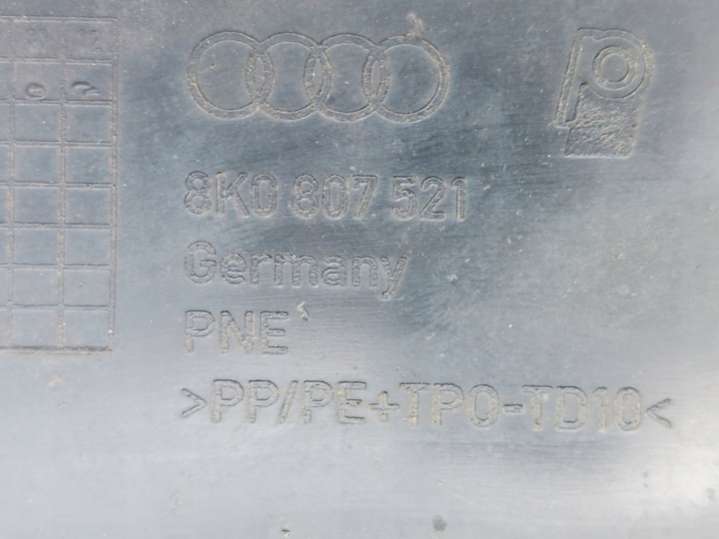 8K0 807 521
Germany
PNE
>PP/PE+TPO-TD10<